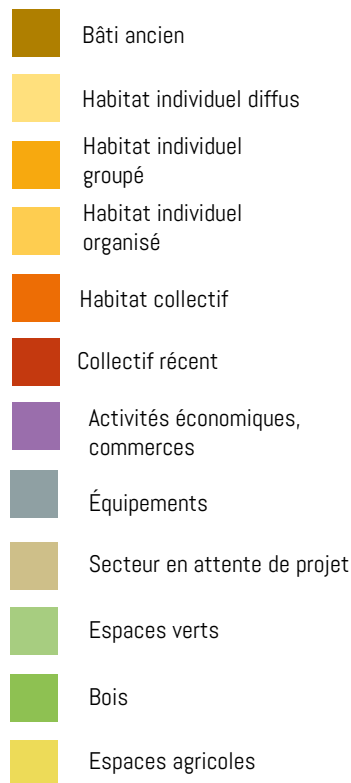 Bâti ancien
Habitat individuel diffus
Habitat individuel
groupé
Habitat individuel
organisé
Habitat collectif
Collectif récent
Activités économiques,
commerces
Équipements
Secteur en attente de projet
Espaces verts
Bois
Espaces agricoles